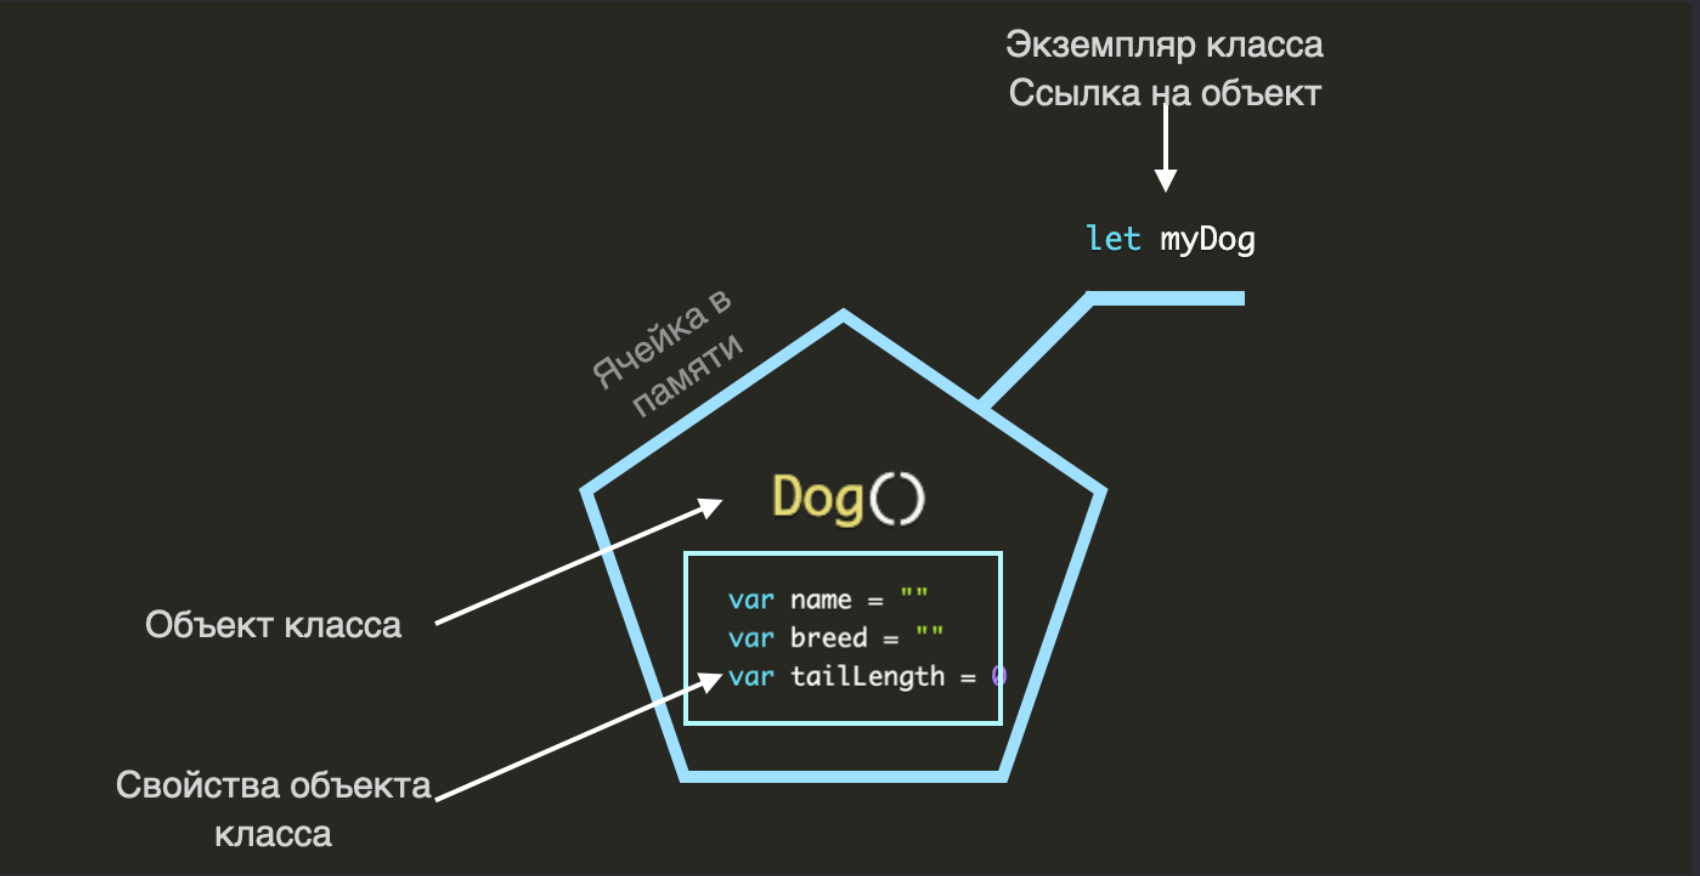 Экземпляр класса
Ссылка на объект
let myDog
Ячейка в
памяти
Dog()
var name = ""
var breed = ""
var tailLength = 0
Объект класса
Свойства объекта
класса